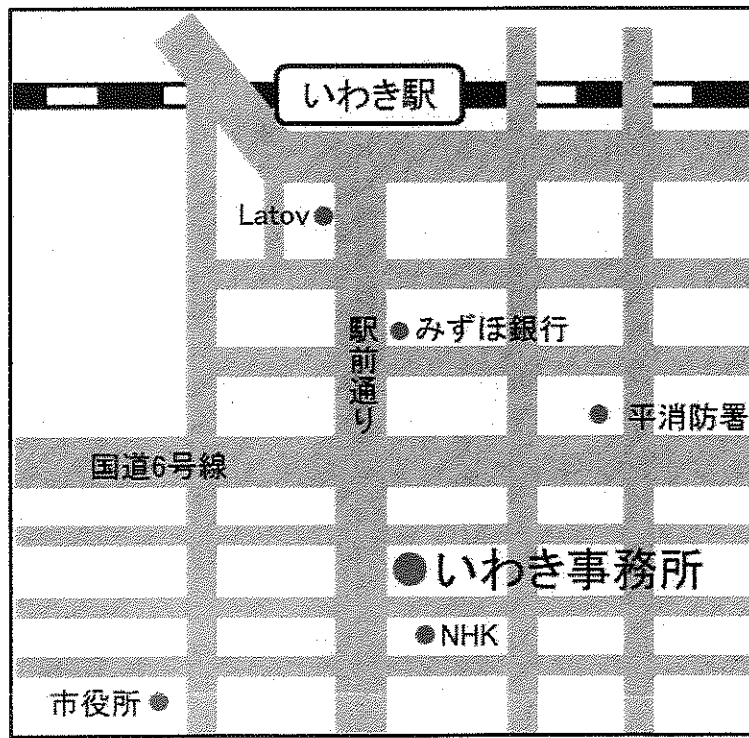 いわき駅
Latov
駅前通り
みずほ銀行
平消防署
国道6号線
いわき事務所
NHK
市役所